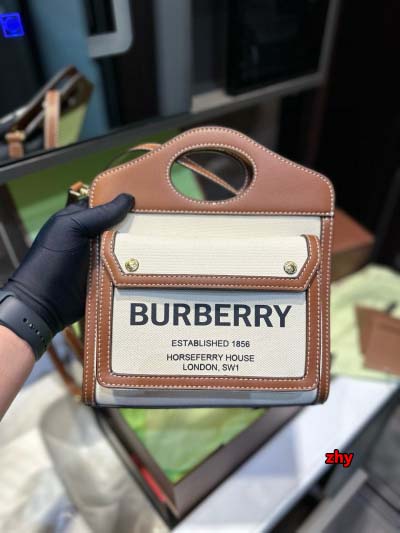 BURBERRY
ESTABLISHED 1856
HORSEFERRY HOUSE
LONDON, SW1
zhy